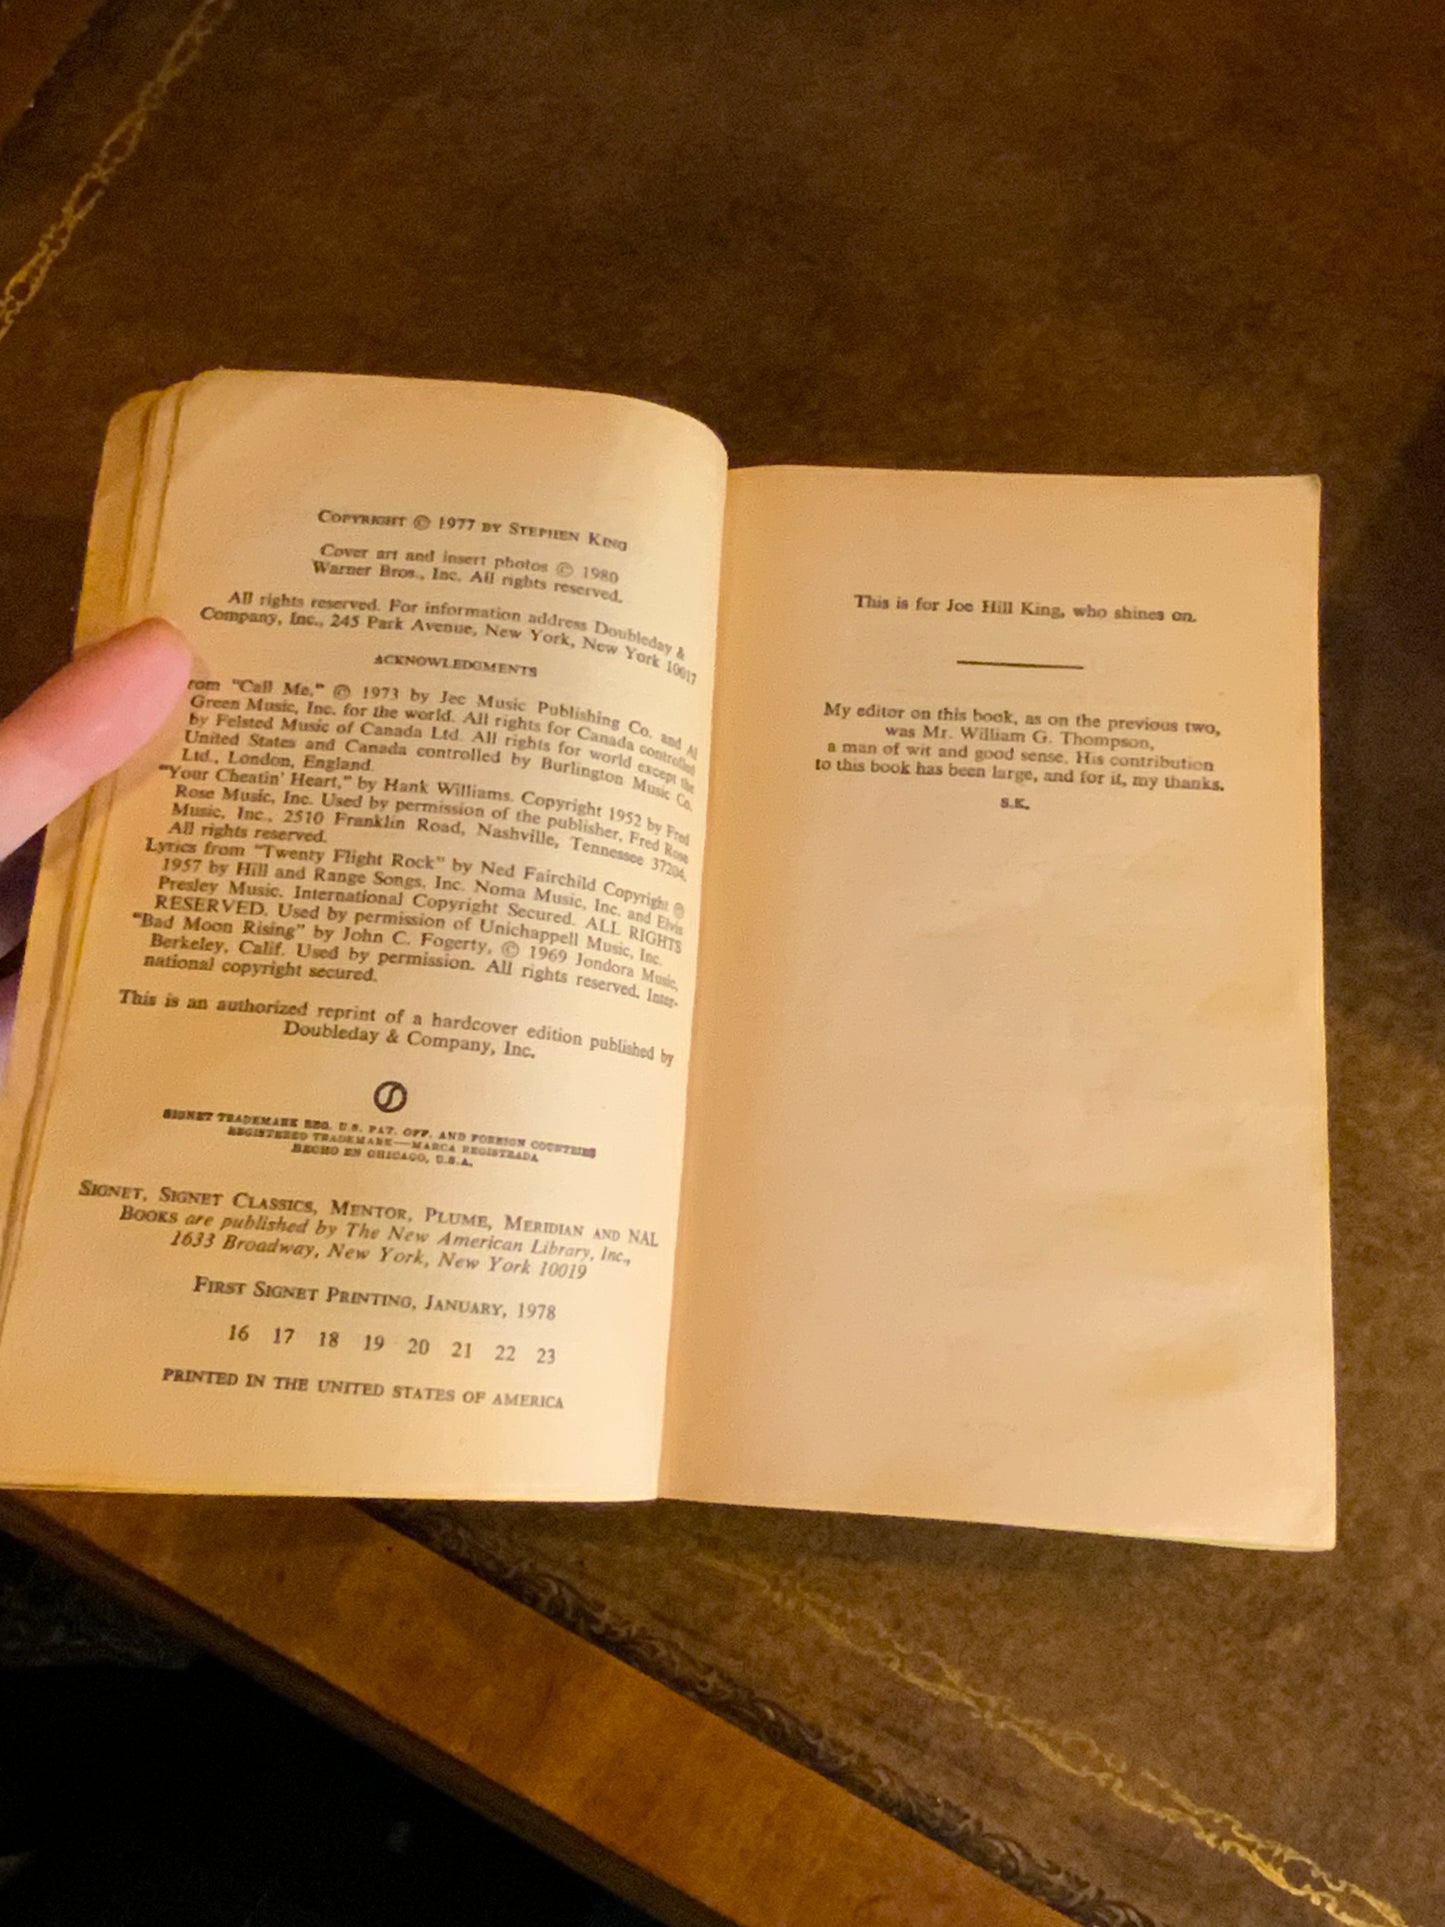 COPYRIGHT © 1977 BY STEPHEN KING
Cover art and insert photos © 1980
Warner Bros., Inc. All rights reserved.
All rights reserved. For information address Doubleday &
Company, Inc., 245 Park Avenue, New York, New York 10017
ACKNOWLEDGMENTS
rom "Call Me," © 1973 by Jec Music Publishing Co. and Al
Green Music, Inc. for the world. All rights for Canada controlled
by Felsted Music of Canada Ltd. All rights for world except the
United States and Canada controlled by Burlington Music Co.
Ltd., London, England.
"Your Cheatin' Heart," by Hank Williams. Copyright 1952 by Fred
Rose Music, Inc. Used by permission of the publisher, Fred Rose
Music, Inc., 2510 Franklin Road, Nashville, Tennessee 37204.
All rights reserved.
Lyrics from "Twenty Flight Rock" by Ned Fairchild Copyright ©
1957 by Hill and Range Songs, Inc. Noma Music, Inc. and Elvis
Presley Music. International Copyright Secured. ALL RIGHTS
RESERVED. Used by permission of Unichappell Music, Inc.
"Bad Moon Rising" by John C. Fogerty, © 1969 Jondora Music,
Berkeley, Calif. Used by permission. All rights reserved. Inter-
national copyright secured.
This is an authorized reprint of a hardcover edition published by
Doubleday & Company, Inc.
SIGNET TRADEMARK REG. U.S. PAT. OFF. AND FOREIGN COUNTRIES
REGISTERED TRADEMARK—MARCA REGISTRADA
HECHO EN CHICAGO, U.S.A.
SIGNET, SIGNET CLASSICS, MENTOR, PLUME, MERIDIAN AND NAL
BOOKS are published by The New American Library, Inc.,
1633 Broadway, New York, New York 10019
FIRST SIGNET PRINTING, JANUARY, 1978
16 17 18 19 20 21 22 23
PRINTED IN THE UNITED STATES OF AMERICA
This is for Joe Hill King, who shines on.
My editor on this book, as on the previous two,
was Mr. William G. Thompson,
a man of wit and good sense. His contribution
to this book has been large, and for it, my thanks.
S.K.